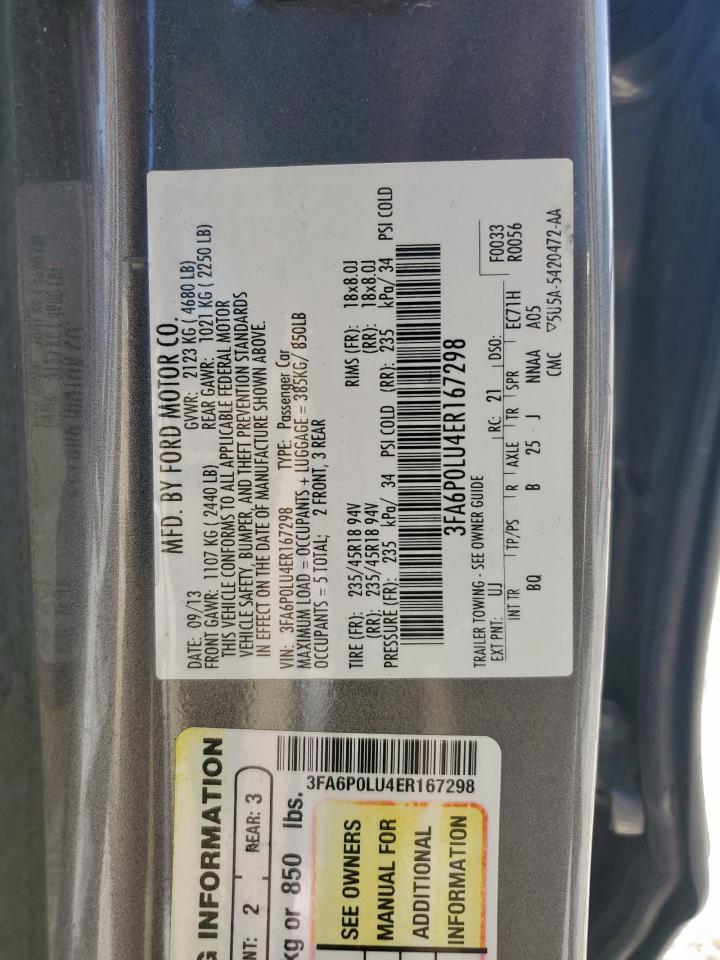 MFD. BY FORD MOTOR CO.
DATE: 09/13 GVWR: 2123 KG ( 4680 LB)
FRONT GAWR: 1107 KG ( 2440 LB) REAR GAWR: 1021 KG ( 2250 LB)
THIS VEHICLE CONFORMS TO ALL APPLICABLE FEDERAL MOTOR
VEHICLE SAFETY, BUMPER, AND THEFT PREVENTION STANDARDS
IN EFFECT ON THE DATE OF MANUFACTURE SHOWN ABOVE.
VIN: 3FA6P0LU4ER167298 TYPE: Passenger Car
MAXIMUM LOAD = OCCUPANTS + LUGGAGE = 385KG/ 850LB
OCCUPANTS = 5 TOTAL: 2 FRONT, 3 REAR
TIRE (FR): 235/45R18 94V RIMS (FR): 18x8.0J
(RR): 235/45R18 94V (RR): 18x8.0J
PRESSURE (FR): 235 kPa/ 34 PSI COLD (RR): 235 kPa/ 34 PSI COLD
3FA6P0LU4ER167298
TRAILER TOWING - SEE OWNER GUIDE
EXT PNT: UJ RC: 21 DSO: F0033
R0056
INT TR TP/PS R AXLE TR SPR EC71H
BQ B 25 J NNAA A05
CMC 5U5A-5420472-AA
G INFORMATION
NT: 2 REAR: 3
kg or 850 lbs.
3FA6P0LU4ER167298
SEE OWNERS
MANUAL FOR
ADDITIONAL
INFORMATION